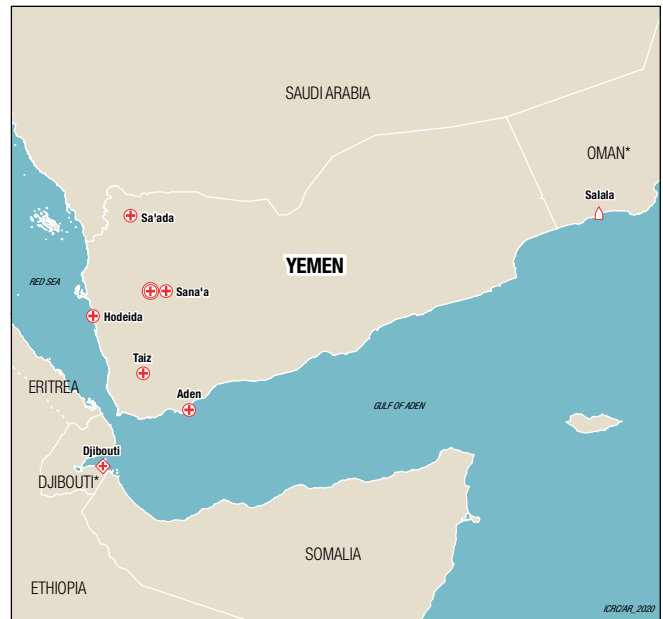 SAUDI ARABIA
OMAN*
Salala
Sa'ada
YEMEN
RED SEA
Sana'a
Hodeida
Taiz
ERITREA
Aden
GULF OF ADEN
Djibouti
DJIBOUTI*
SOMALIA
ETHIOPIA
ICRC/AR_2020